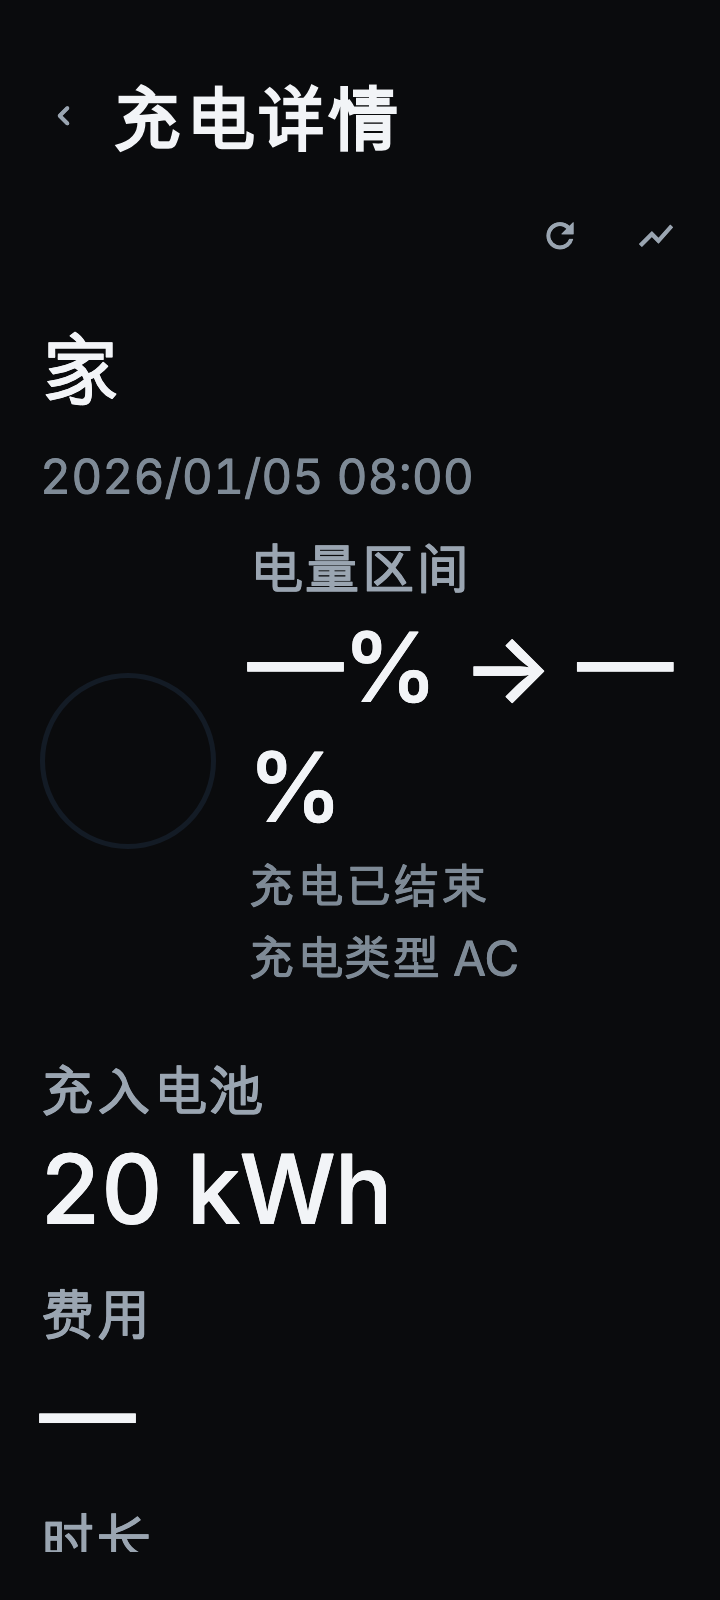 充电详情
家
2026/01/05 08:00
电量区间
—% → —
%
充电已结束
充电类型 AC
充入电池
20 kWh
费用
—
时长